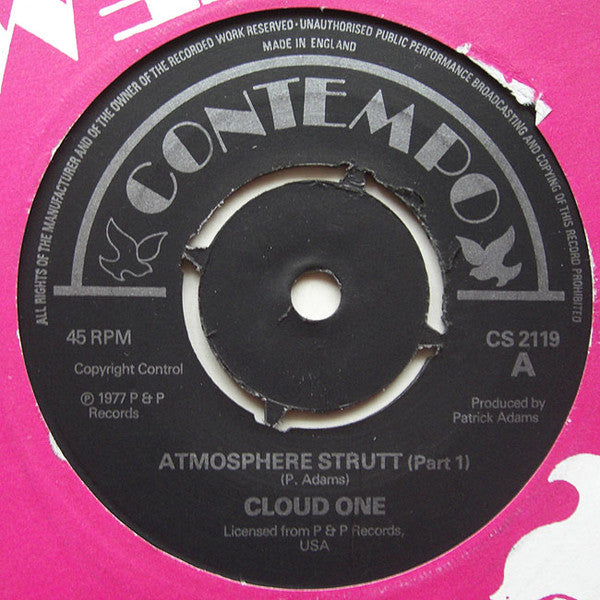 ALL RIGHTS OF THE MANUFACTURER AND OF THE OWNER OF THE RECORDED WORK RESERVED · UNAUTHORISED PUBLIC PERFORMANCE BROADCASTING AND COPYING OF THIS RECORD PROHIBITED
MADE IN ENGLAND
CONTEMPO
45 RPM
CS 2119
A
Copyright Control
℗ 1977 P & P
Records
Produced by
Patrick Adams
ATMOSPHERE STRUTT (Part 1)
(P. Adams)
CLOUD ONE
Licensed from P & P Records,
USA